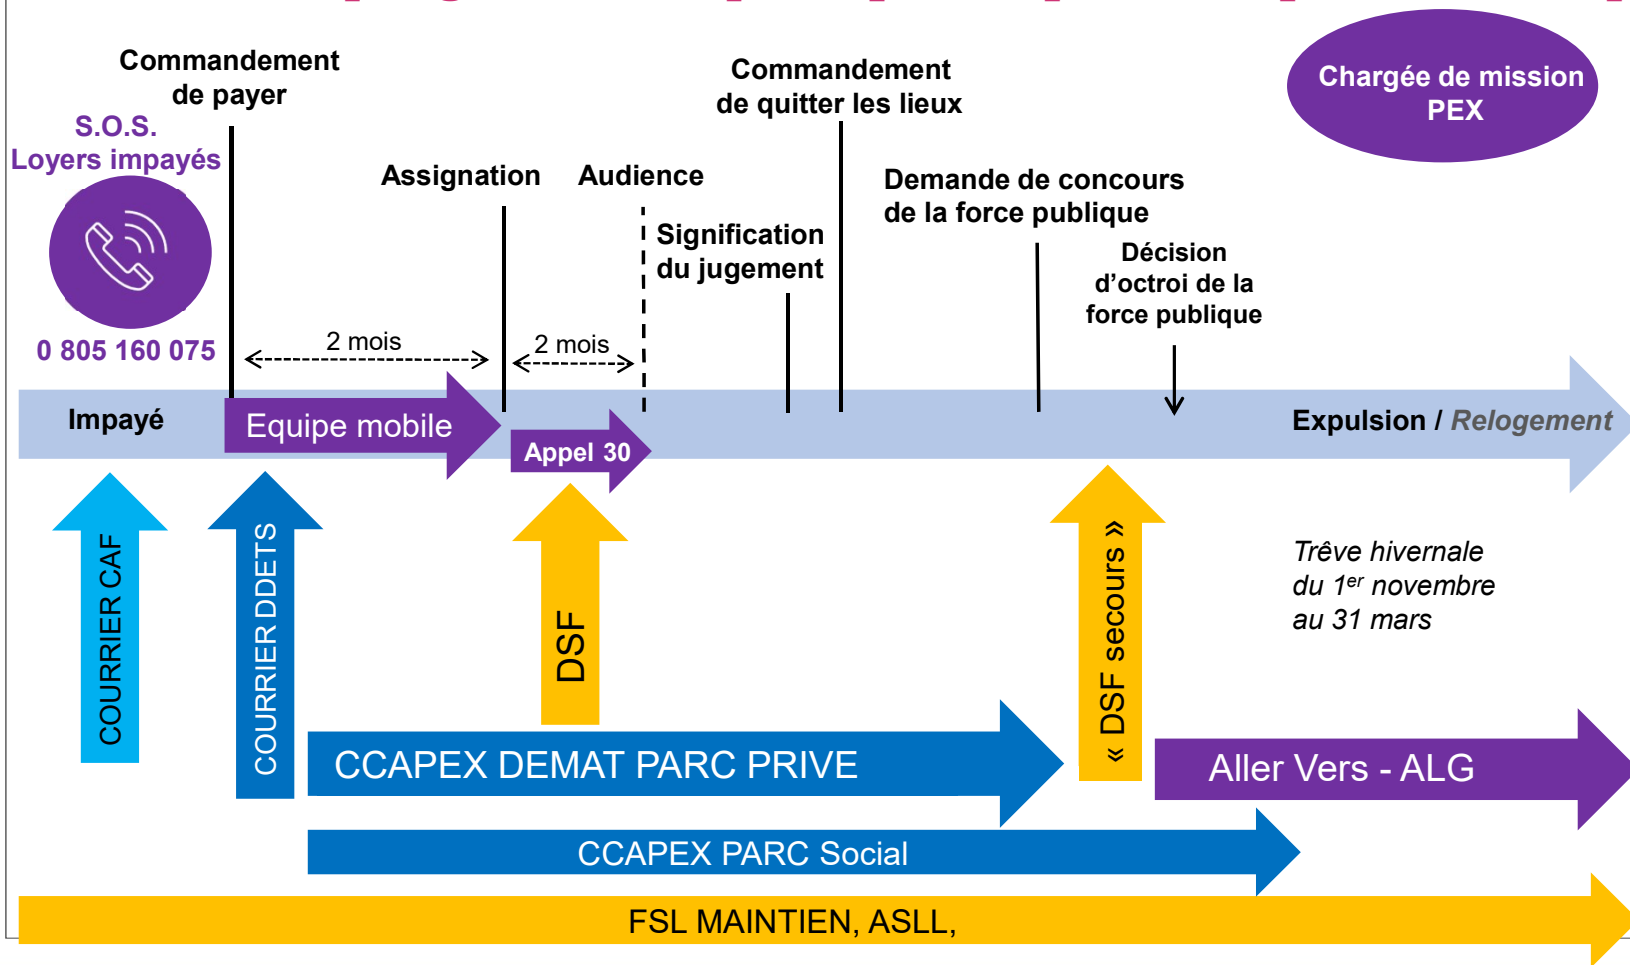 Commandement
de payer
S.O.S.
Loyers impayés
0 805 160 075
Assignation
Audience
Commandement
de quitter les lieux
Signification
du jugement
Demande de concours
de la force publique
Décision
d'octroi de la
force publique
Chargée de mission
PEX
2 mois
2 mois
Impayé
Equipe mobile
Appel 30
Expulsion / Relogement
COURRIER CAF
COURRIER DDETS
DSF
« DSF secours »
Trêve hivernale
du 1er novembre
au 31 mars
CCAPEX DEMAT PARC PRIVE
Aller Vers - ALG
CCAPEX PARC Social
FSL MAINTIEN, ASLL,